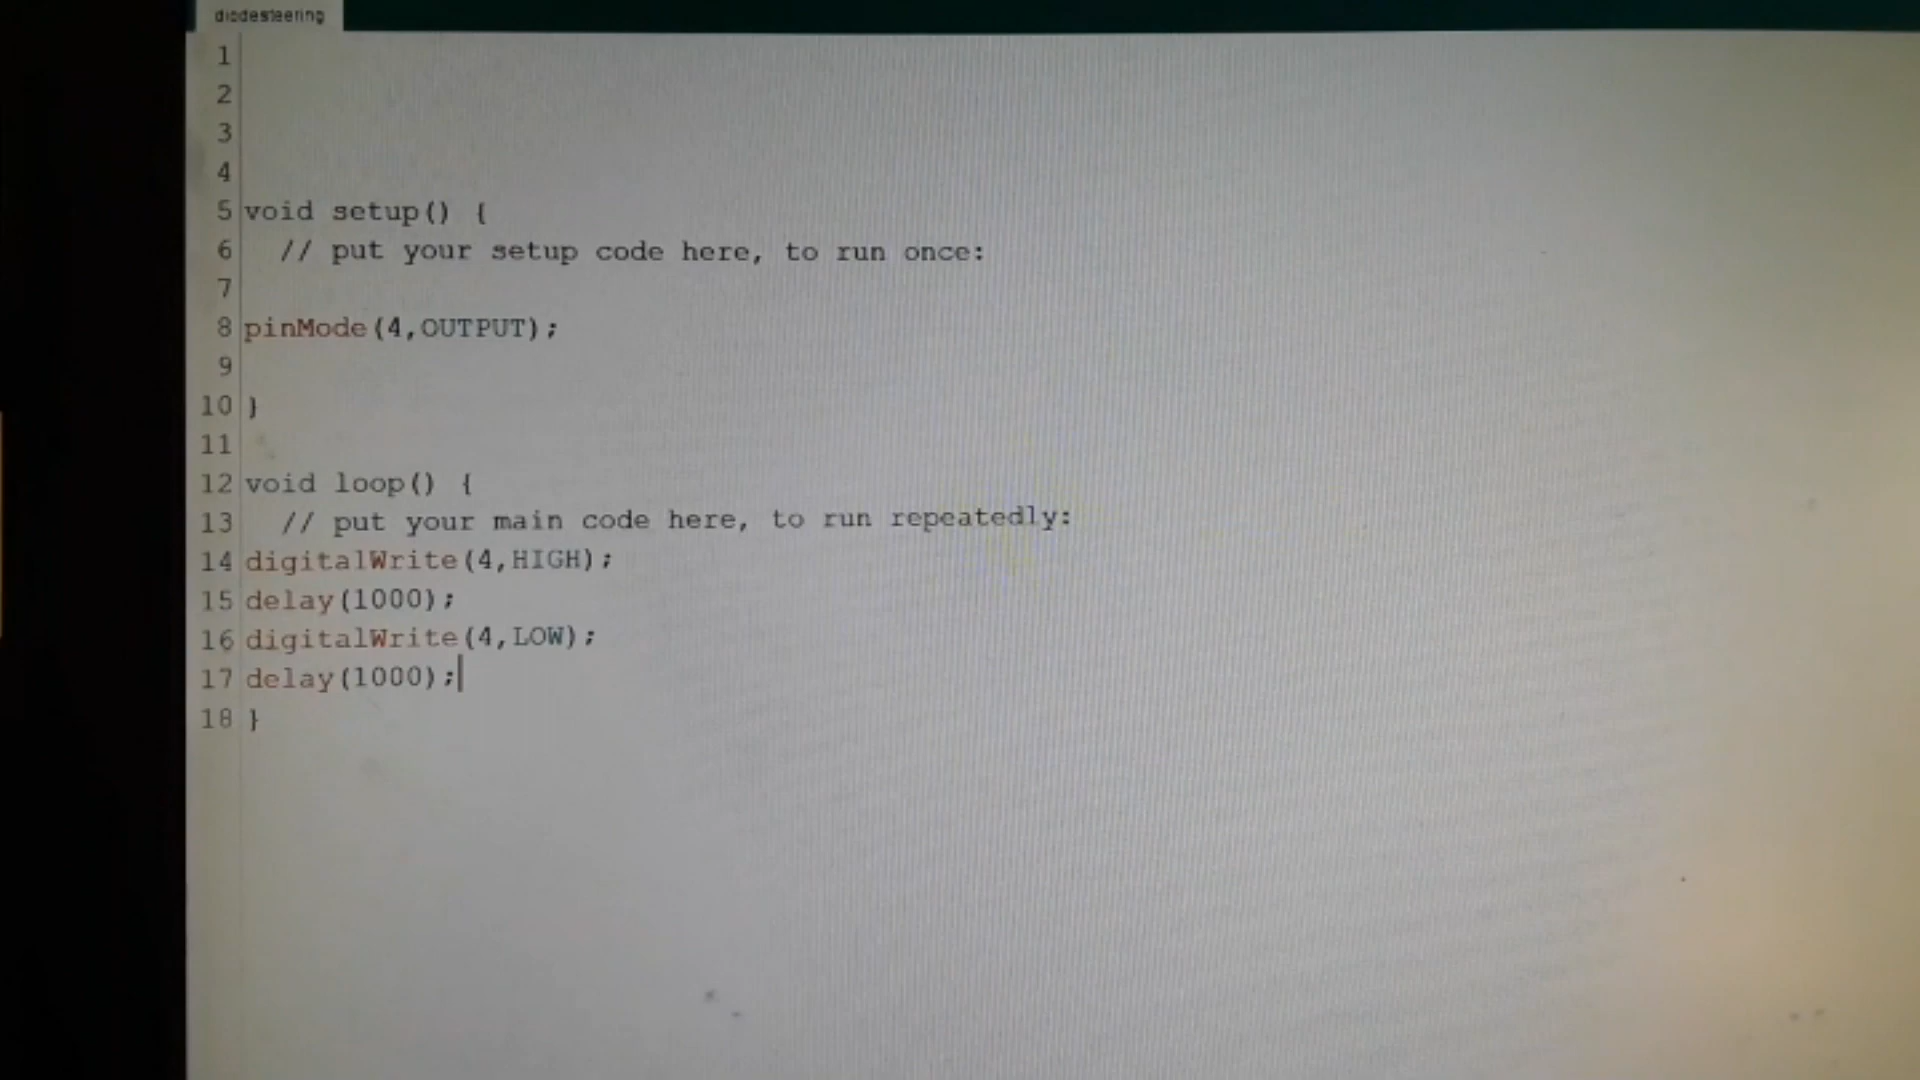 diodesteering
1
2
3
4
5 void setup() {
6 // put your setup code here, to run once:
7
8 pinMode(4,OUTPUT);
9
10 }
11
12 void loop() {
13 // put your main code here, to run repeatedly:
14 digitalWrite(4,HIGH);
15 delay(1000);
16 digitalWrite(4,LOW);
17 delay(1000);
18 }